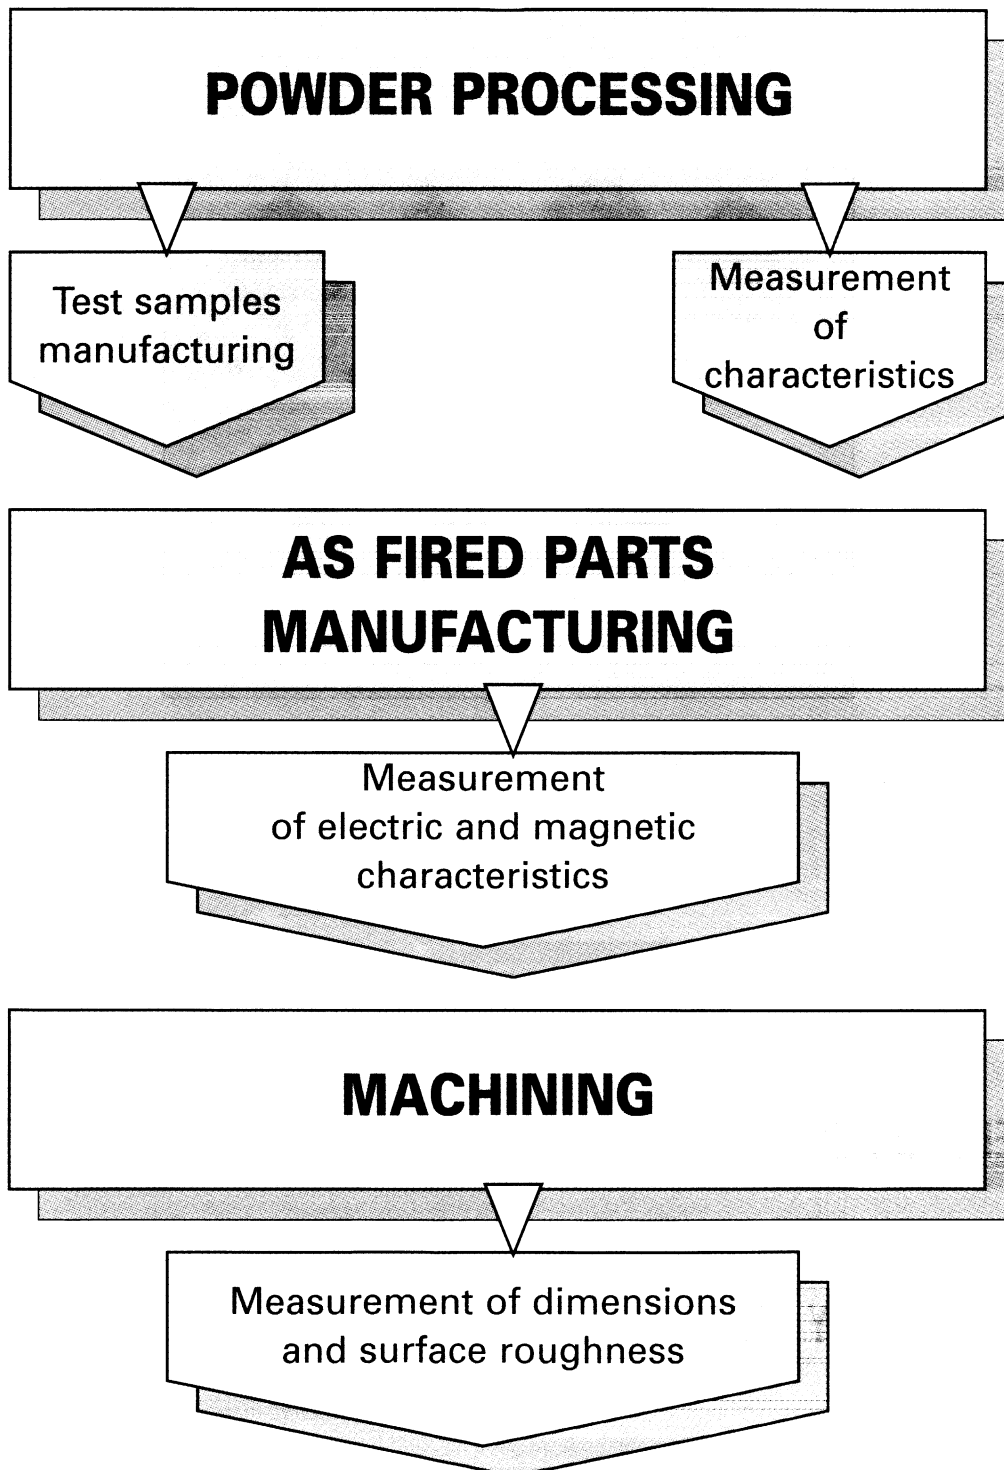 POWDER PROCESSING
Test samples
manufacturing
Measurement
of
characteristics
AS FIRED PARTS
MANUFACTURING
Measurement
of electric and magnetic
characteristics
MACHINING
Measurement of dimensions
and surface roughness